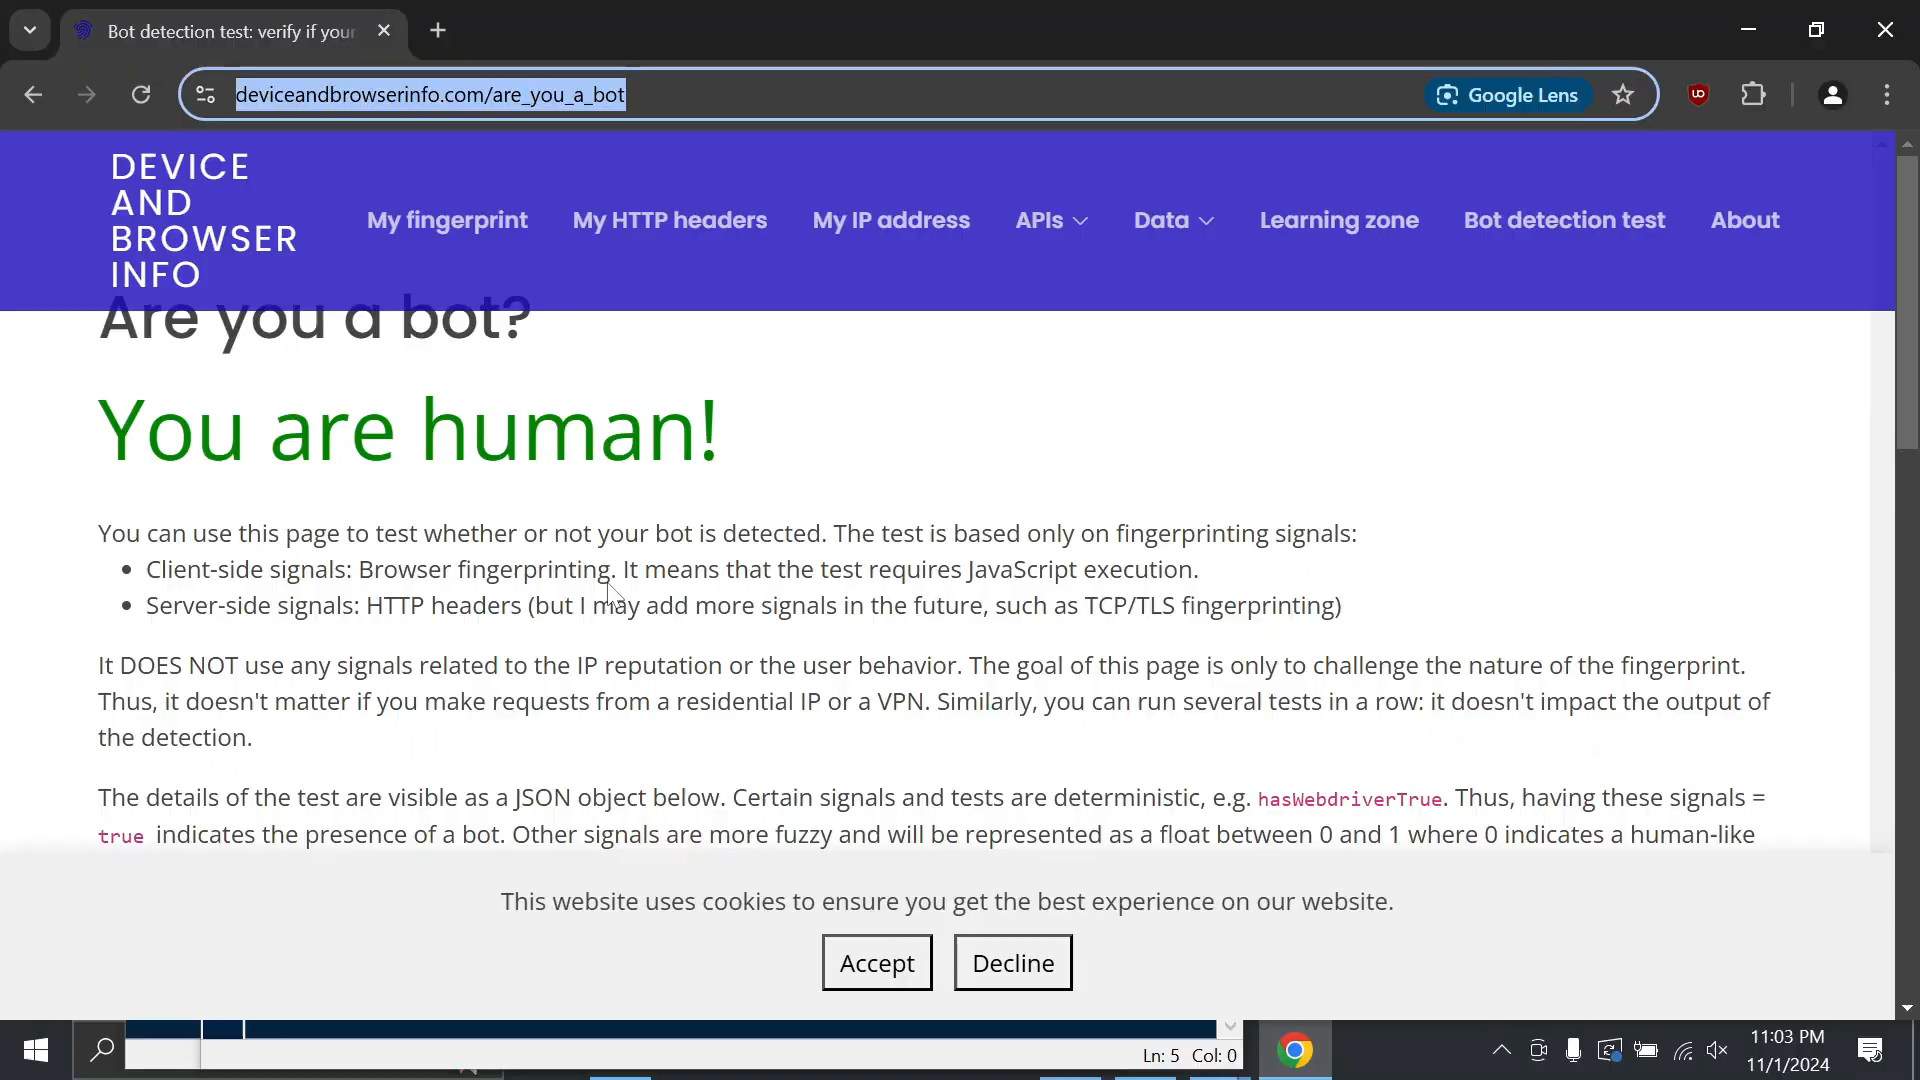 Bot detection test: verify if your
deviceandbrowserinfo.com/are_you_a_bot
Google Lens
DEVICE
AND
BROWSER
INFO
My fingerprint
My HTTP headers
My IP address
APIs
Data
Learning zone
Bot detection test
About
Are you a bot?
You are human!
You can use this page to test whether or not your bot is detected. The test is based only on fingerprinting signals:
Client-side signals: Browser fingerprinting. It means that the test requires JavaScript execution.
Server-side signals: HTTP headers (but I may add more signals in the future, such as TCP/TLS fingerprinting)
It DOES NOT use any signals related to the IP reputation or the user behavior. The goal of this page is only to challenge the nature of the fingerprint.
Thus, it doesn't matter if you make requests from a residential IP or a VPN. Similarly, you can run several tests in a row: it doesn't impact the output of
the detection.
The details of the test are visible as a JSON object below. Certain signals and tests are deterministic, e.g. hasWebdriverTrue. Thus, having these signals =
true indicates the presence of a bot. Other signals are more fuzzy and will be represented as a float between 0 and 1 where 0 indicates a human-like
This website uses cookies to ensure you get the best experience on our website.
Accept
Decline
Ln: 5 Col: 0
11:03 PM
11/1/2024